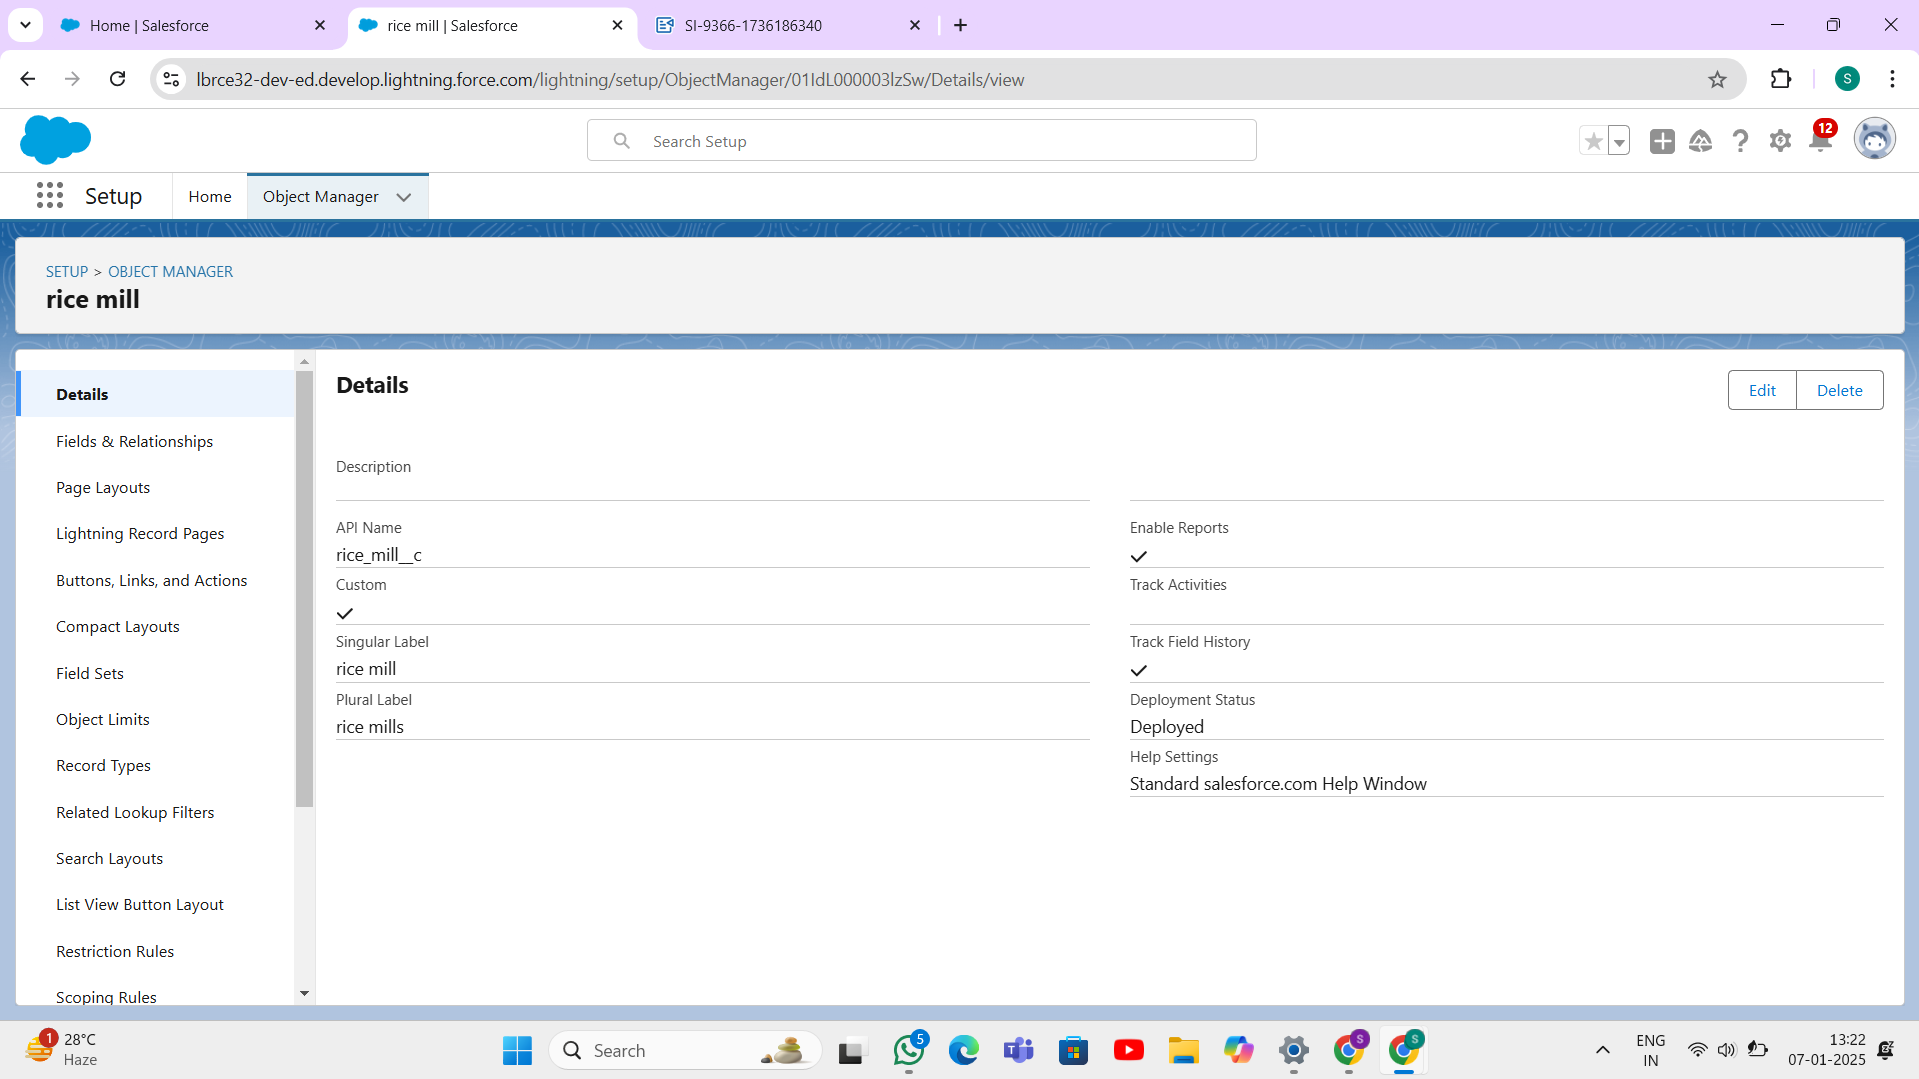 Home | Salesforce
rice mill | Salesforce
SI-9366-1736186340
lbrce32-dev-ed.develop.lightning.force.com/lightning/setup/ObjectManager/01IdL000003lzSw/Details/view
S
Search Setup
12
Setup
Home
Object Manager
SETUP > OBJECT MANAGER
rice mill
Details
Fields & Relationships
Page Layouts
Lightning Record Pages
Buttons, Links, and Actions
Compact Layouts
Field Sets
Object Limits
Record Types
Related Lookup Filters
Search Layouts
List View Button Layout
Restriction Rules
Scoping Rules
Details
Edit
Delete
Description
API Name
rice_mill__c
Custom
Singular Label
rice mill
Plural Label
rice mills
Enable Reports
Track Activities
Track Field History
Deployment Status
Deployed
Help Settings
Standard salesforce.com Help Window
1
28°C
Haze
Search
5
S
S
ENG
IN
13:22
07-01-2025